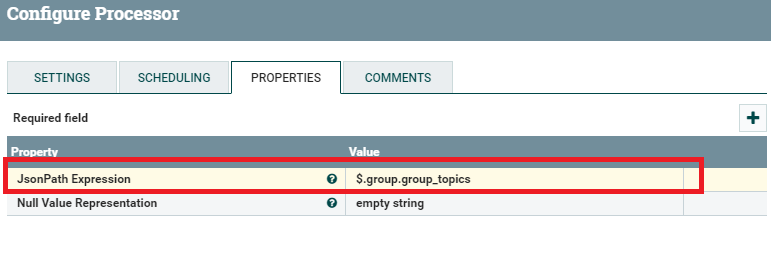 Configure Processor
SETTINGS SCHEDULING PROPERTIES COMMENTS
Required field
Property Value
JsonPath Expression $.group.group_topics
Null Value Representation empty string